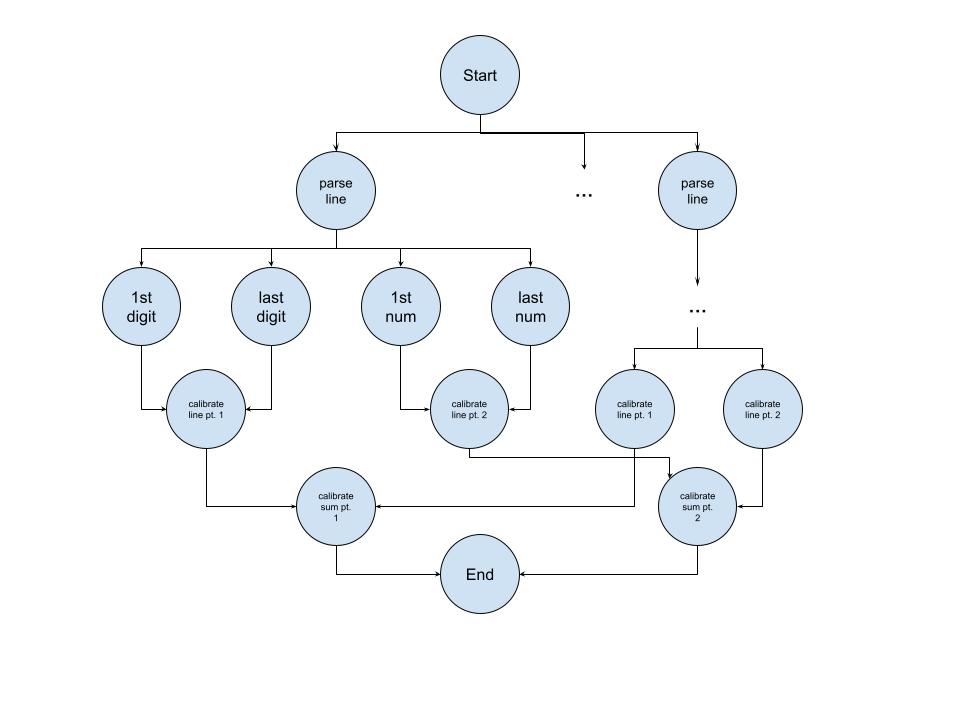 Start
parse
line
...
parse
line
1st
digit
last
digit
1st
num
last
num
...
calibrate
line pt. 1
calibrate
line pt. 2
calibrate
line pt. 1
calibrate
line pt. 2
calibrate
sum pt.
1
calibrate
sum pt.
2
End